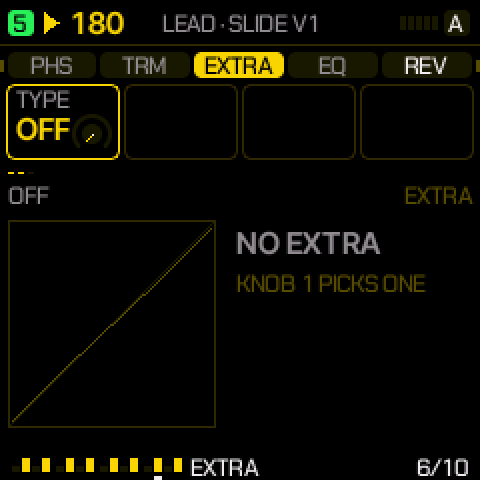 5 180 LEAD · SLIDE V1 A
PHS TRM EXTRA EQ REV
TYPE
OFF
OFF EXTRA
NO EXTRA
KNOB 1 PICKS ONE
EXTRA 6/10